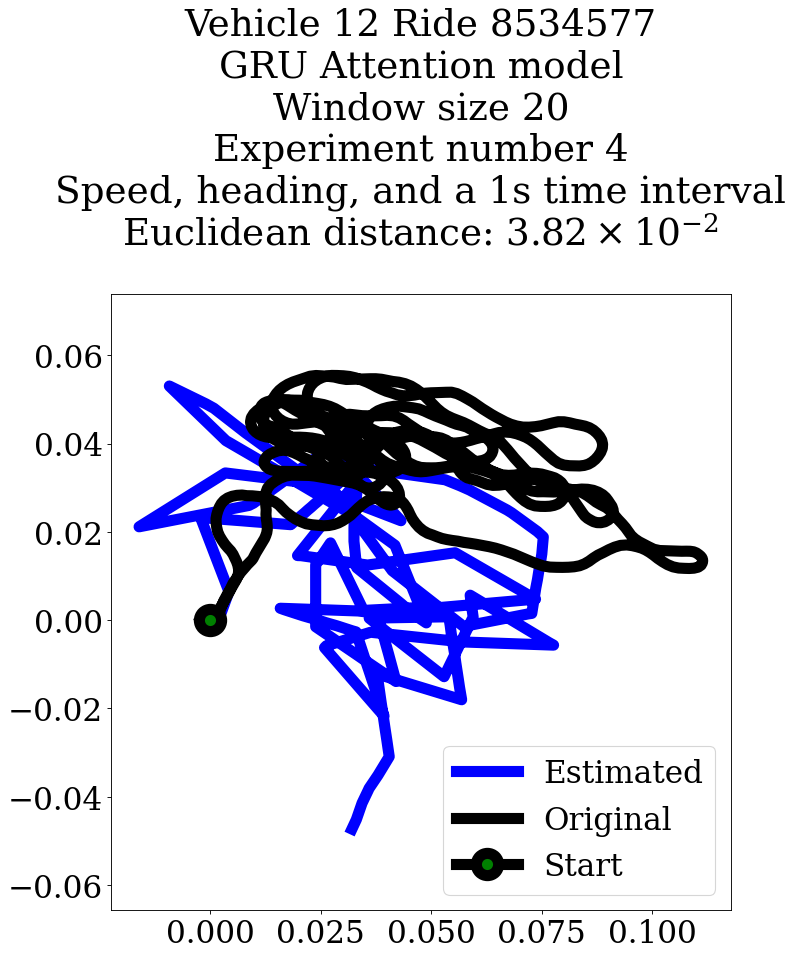 Vehicle 12 Ride 8534577
GRU Attention model
Window size 20
Experiment number 4
Speed, heading, and a 1s time interval
Euclidean distance: 3.82 × 10⁻²
0.06
0.04
0.02
0.00
−0.02
−0.04
−0.06
Estimated
Original
Start
0.000 0.025 0.050 0.075 0.100